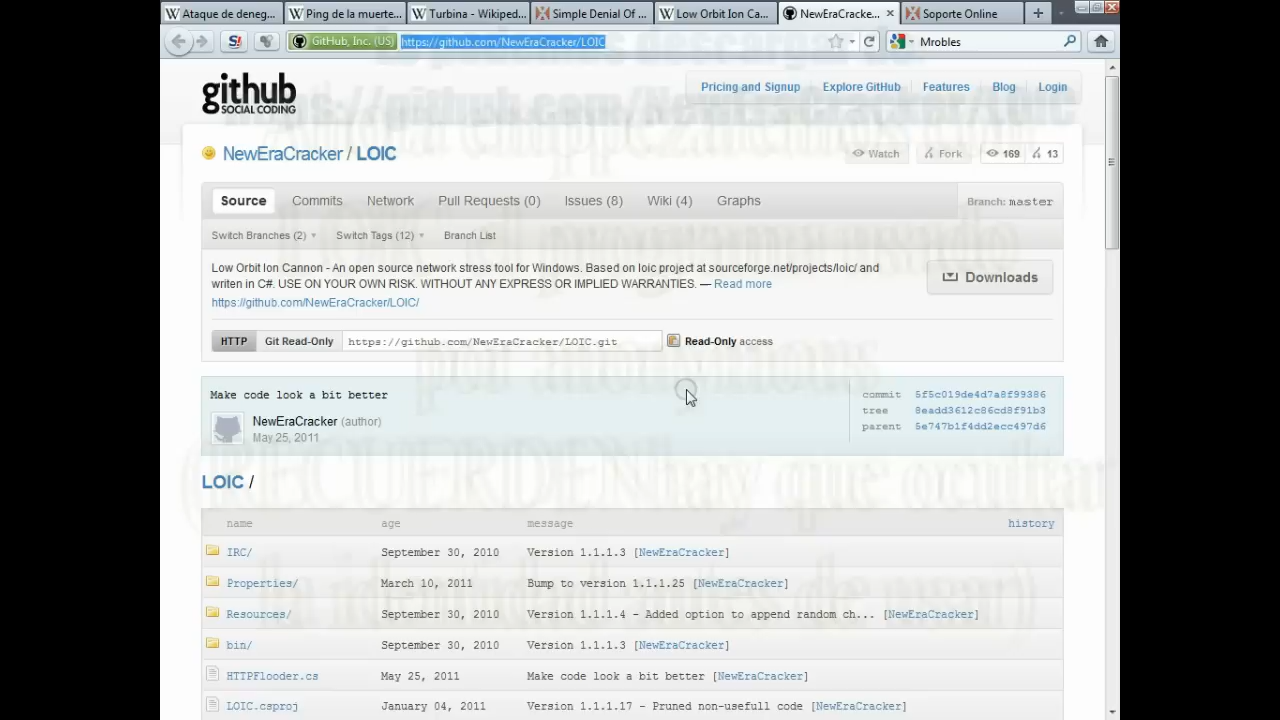 Ataque de deneg...
Ping de la muerte...
Turbina - Wikiped...
Simple Denial Of ...
Low Orbit Ion Ca...
NewEraCracke...
Soporte Online
GitHub, Inc. (US)
https://github.com/NewEraCracker/LOIC
Mrobles
github
SOCIAL CODING
Pricing and Signup
Explore GitHub
Features
Blog
Login
NewEraCracker / LOIC
Watch
Fork
169
13
Source
Commits
Network
Pull Requests (0)
Issues (8)
Wiki (4)
Graphs
Branch: master
Switch Branches (2)
Switch Tags (12)
Branch List
Low Orbit Ion Cannon - An open source network stress tool for Windows. Based on loic project at sourceforge.net/projects/loic/ and
writen in C#. USE ON YOUR OWN RISK. WITHOUT ANY EXPRESS OR IMPLIED WARRANTIES. — Read more
https://github.com/NewEraCracker/LOIC/
Downloads
HTTP
Git Read-Only
https://github.com/NewEraCracker/LOIC.git
Read-Only access
Make code look a bit better
NewEraCracker (author)
May 25, 2011
commit 5f5c019de4d7a8f99386
tree 8eadd3612c86cd8f91b3
parent 5e747b1f4dd2ecc497d6
LOIC /
name age message history
IRC/ September 30, 2010 Version 1.1.1.3 [NewEraCracker]
Properties/ March 10, 2011 Bump to version 1.1.1.25 [NewEraCracker]
Resources/ September 30, 2010 Version 1.1.1.4 - Added option to append random ch... [NewEraCracker]
bin/ September 30, 2010 Version 1.1.1.3 [NewEraCracker]
HTTPFlooder.cs May 25, 2011 Make code look a bit better [NewEraCracker]
LOIC.csproj January 04, 2011 Version 1.1.1.17 - Pruned non-usefull code [NewEraCracker]